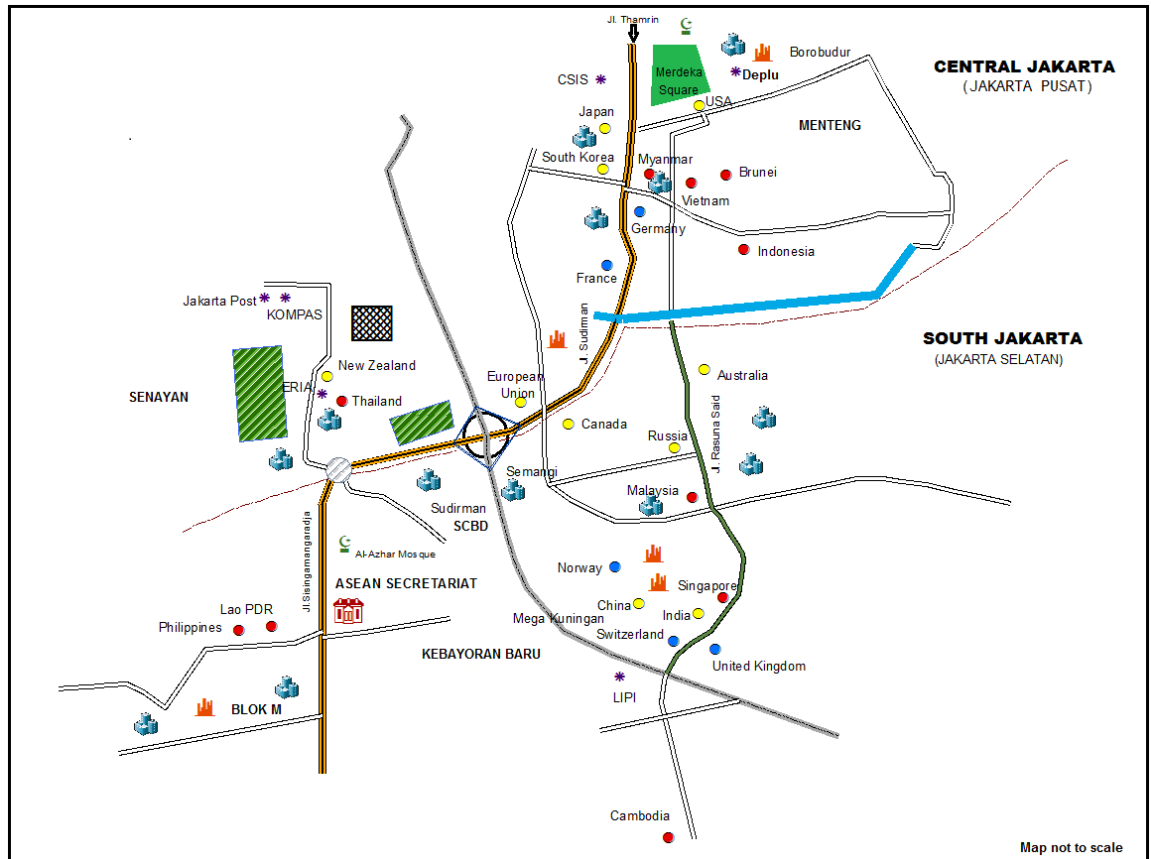 Jl. Thamrin
Borobudur
CENTRAL JAKARTA
(JAKARTA PUSAT)
CSIS
Merdeka
Square
Deplu
USA
Japan
MENTENG
South Korea
Myanmar
Brunei
Vietnam
Germany
Indonesia
France
Jakarta Post
KOMPAS
Jl. Sudirman
SOUTH JAKARTA
(JAKARTA SELATAN)
New Zealand
European
Union
Australia
SENAYAN
ERIA
Thailand
Canada
Russia
Jl. Rasuna Said
Semangi
Malaysia
Sudirman
SCBD
Jl.Sisingamangaradja
Al-Azhar Mosque
ASEAN SECRETARIAT
Norway
Singapore
Lao PDR
China
India
Philippines
Mega Kuningan
Switzerland
KEBAYORAN BARU
United Kingdom
LIPI
BLOK M
Cambodia
Map not to scale